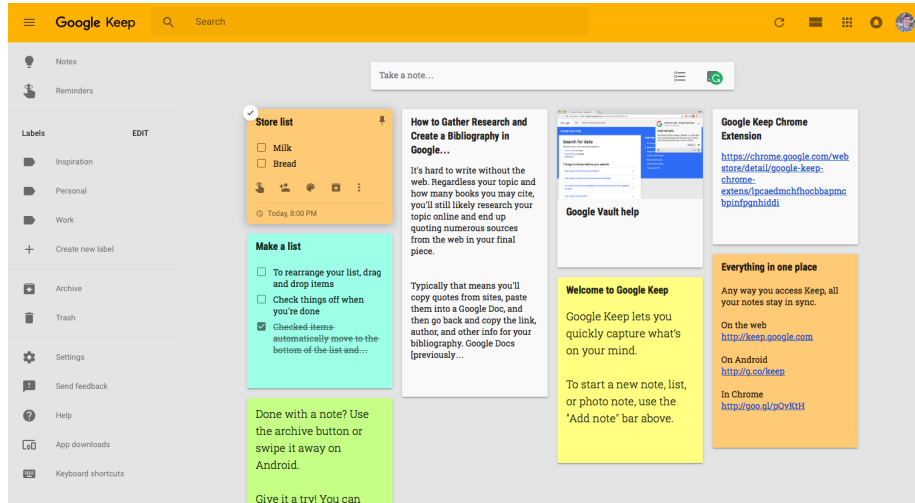 Google Keep
Search
Notes
Reminders
Labels
EDIT
Inspiration
Personal
Work
Create new label
Archive
Trash
Settings
Send feedback
Help
App downloads
Keyboard shortcuts
Take a note...
Store list
Milk
Bread
Today, 8:00 PM
Make a list
To rearrange your list, drag
and drop items
Check things off when
you're done
Checked items
automatically move to the
bottom of the list and...
Done with a note? Use
the archive button or
swipe it away on
Android.
Give it a try! You can
How to Gather Research and
Create a Bibliography in
Google...
It's hard to write without the
web. Regardless your topic and
how many books you may cite,
you'll still likely research your
topic online and end up
quoting numerous sources
from the web in your final
piece.
Typically that means you'll
copy quotes from sites, paste
them into a Google Doc, and
then go back and copy the link,
author, and other info for your
bibliography. Google Docs
[previously...
Google
Search for data
Google Vault help
Welcome to Google Keep
Google Keep lets you
quickly capture what's
on your mind.
To start a new note, list,
or photo note, use the
"Add note" bar above.
Google Keep Chrome
Extension
https://chrome.google.com/web
store/detail/google-keep-
chrome-
extens/lpcaedmchfhocbbapmc
bpinfpgnhiddi
Everything in one place
Any way you access Keep, all
your notes stay in sync.
On the web
http://keep.google.com
On Android
http://g.co/keep
In Chrome
http://goo.gl/pQvKtH